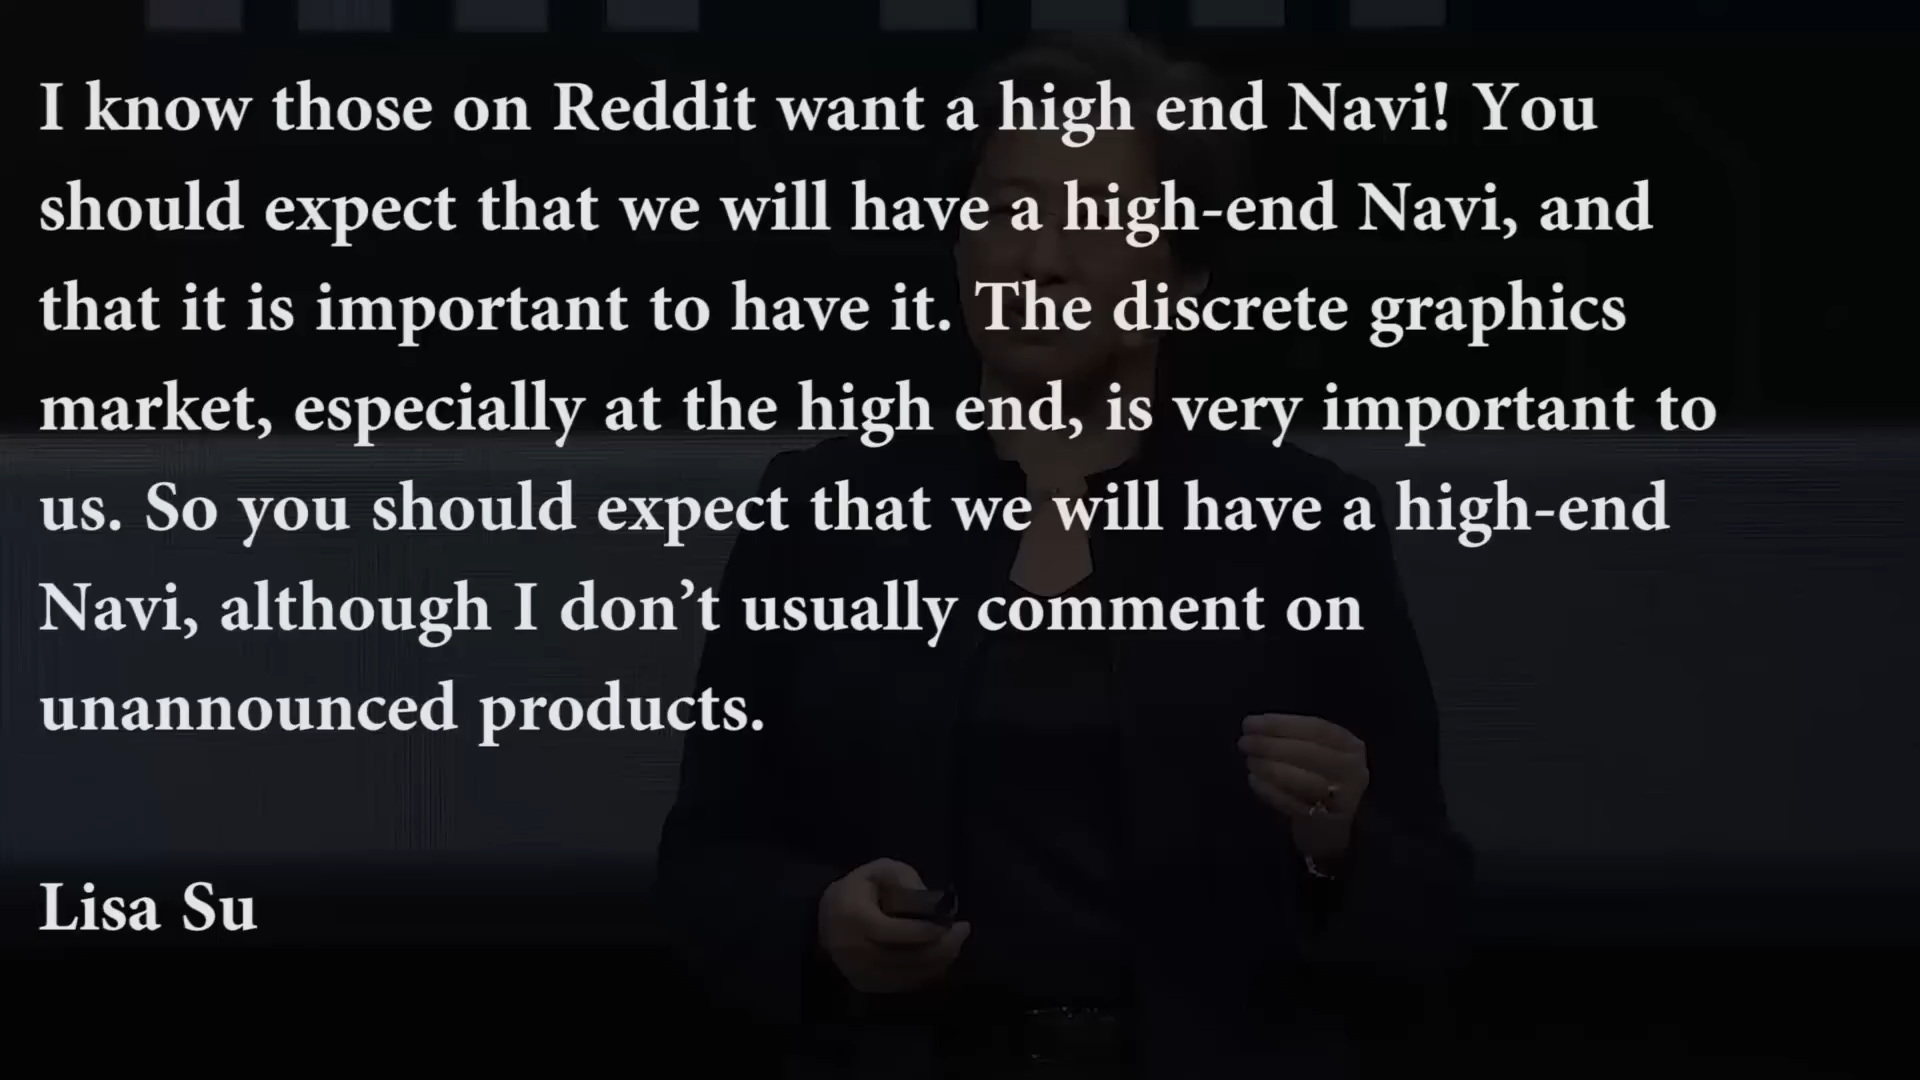 I know those on Reddit want a high end Navi! You
should expect that we will have a high-end Navi, and
that it is important to have it. The discrete graphics
market, especially at the high end, is very important to
us. So you should expect that we will have a high-end
Navi, although I don’t usually comment on
unannounced products.
Lisa Su